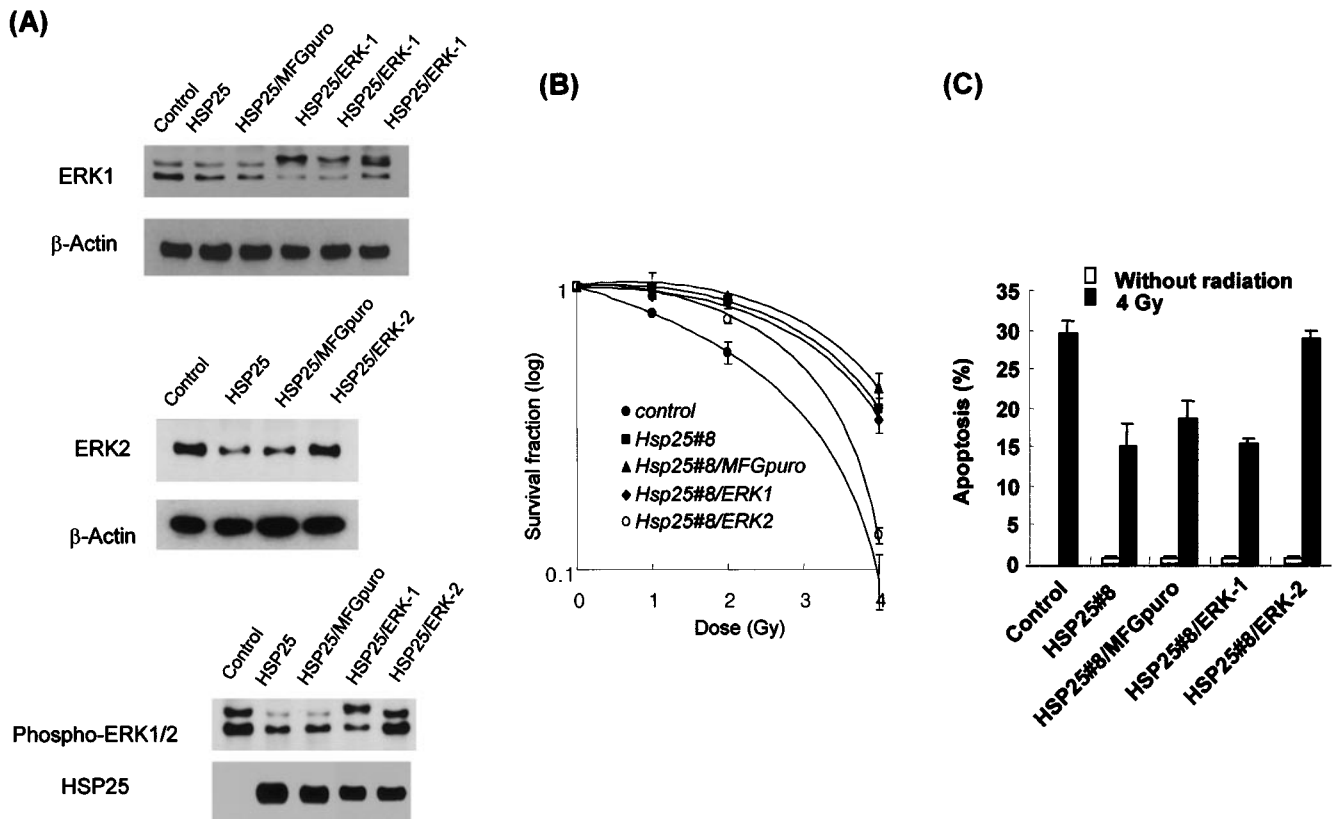 (A)
Control
HSP25
HSP25/MFGpuro
HSP25/ERK-1
HSP25/ERK-1
HSP25/ERK-1
ERK1
β-Actin
Control
HSP25
HSP25/MFGpuro
HSP25/ERK-2
ERK2
β-Actin
Control
HSP25
HSP25/MFGpuro
HSP25/ERK-1
HSP25/ERK-2
Phospho-ERK1/2
HSP25
(B)
Survival fraction (log)
1
0.1
0 1 2 3 4
Dose (Gy)
control
Hsp25#8
Hsp25#8/MFGpuro
Hsp25#8/ERK1
Hsp25#8/ERK2
(C)
Without radiation
4 Gy
Apoptosis (%)
35
30
25
20
15
10
5
0
Control
HSP25#8
HSP25#8/MFGpuro
HSP25#8/ERK-1
HSP25#8/ERK-2